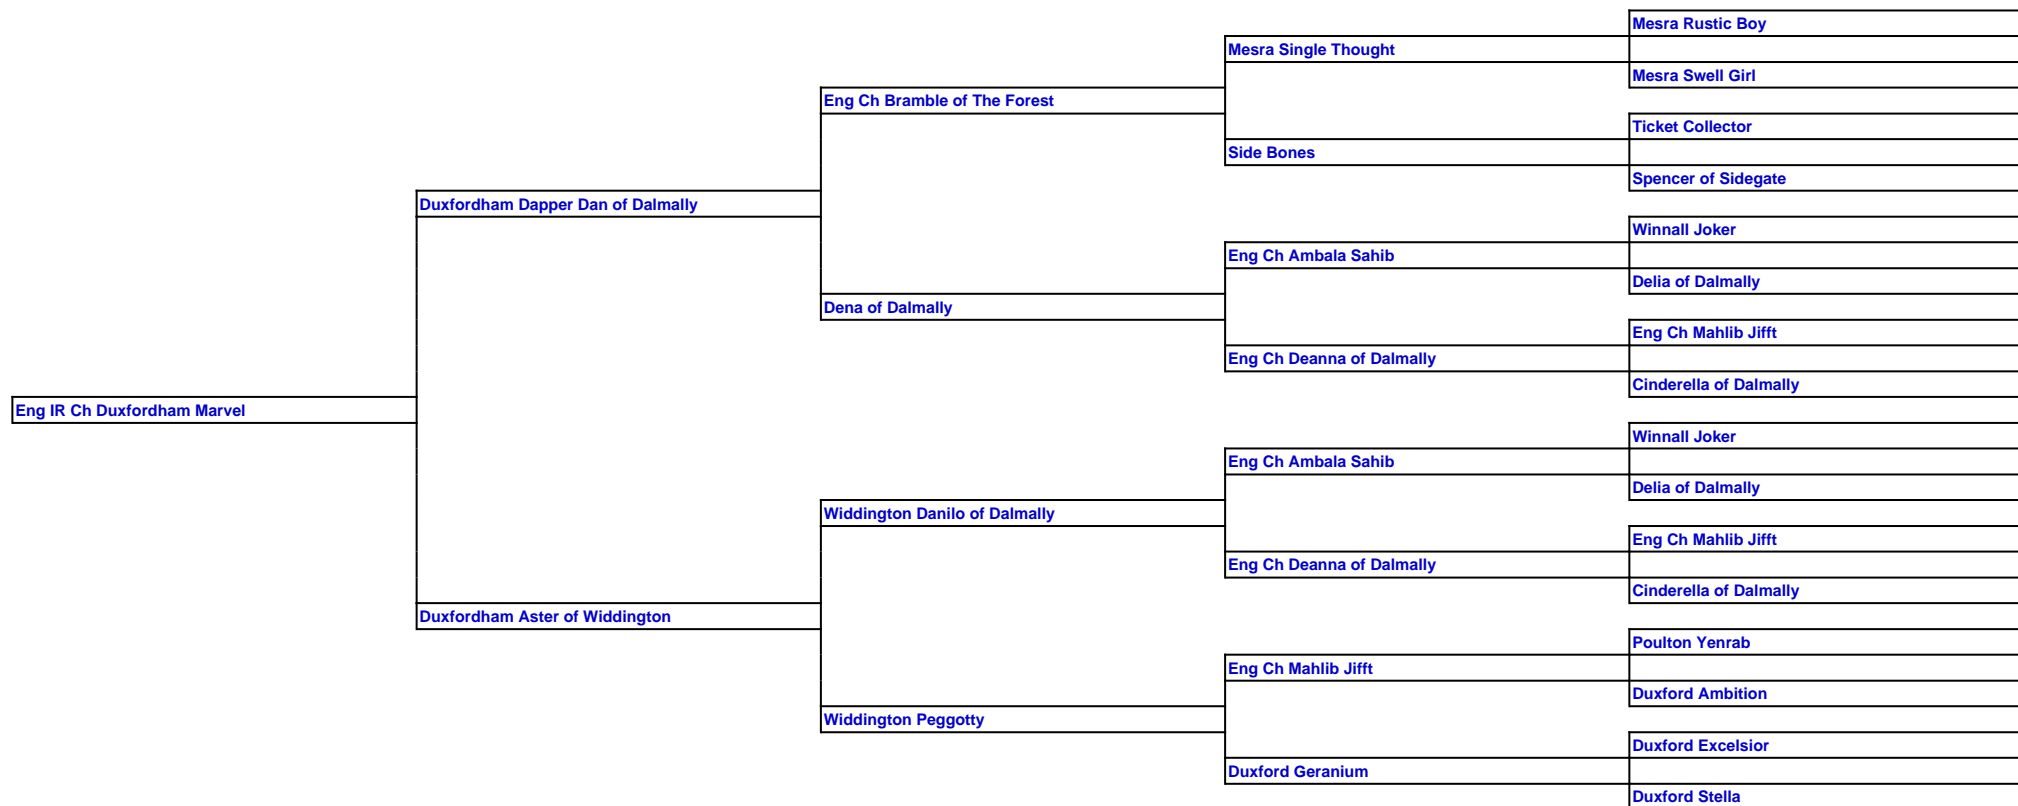 Mesra Rustic Boy
Mesra Single Thought
Mesra Swell Girl
Eng Ch Bramble of The Forest
Ticket Collector
Side Bones
Spencer of Sidegate
Duxfordham Dapper Dan of Dalmally
Winnall Joker
Eng Ch Ambala Sahib
Delia of Dalmally
Dena of Dalmally
Eng Ch Mahlib Jifft
Eng Ch Deanna of Dalmally
Cinderella of Dalmally
Eng IR Ch Duxfordham Marvel
Winnall Joker
Eng Ch Ambala Sahib
Delia of Dalmally
Widdington Danilo of Dalmally
Eng Ch Mahlib Jifft
Eng Ch Deanna of Dalmally
Cinderella of Dalmally
Duxfordham Aster of Widdington
Poulton Yenrab
Eng Ch Mahlib Jifft
Duxford Ambition
Widdington Peggotty
Duxford Excelsior
Duxford Geranium
Duxford Stella